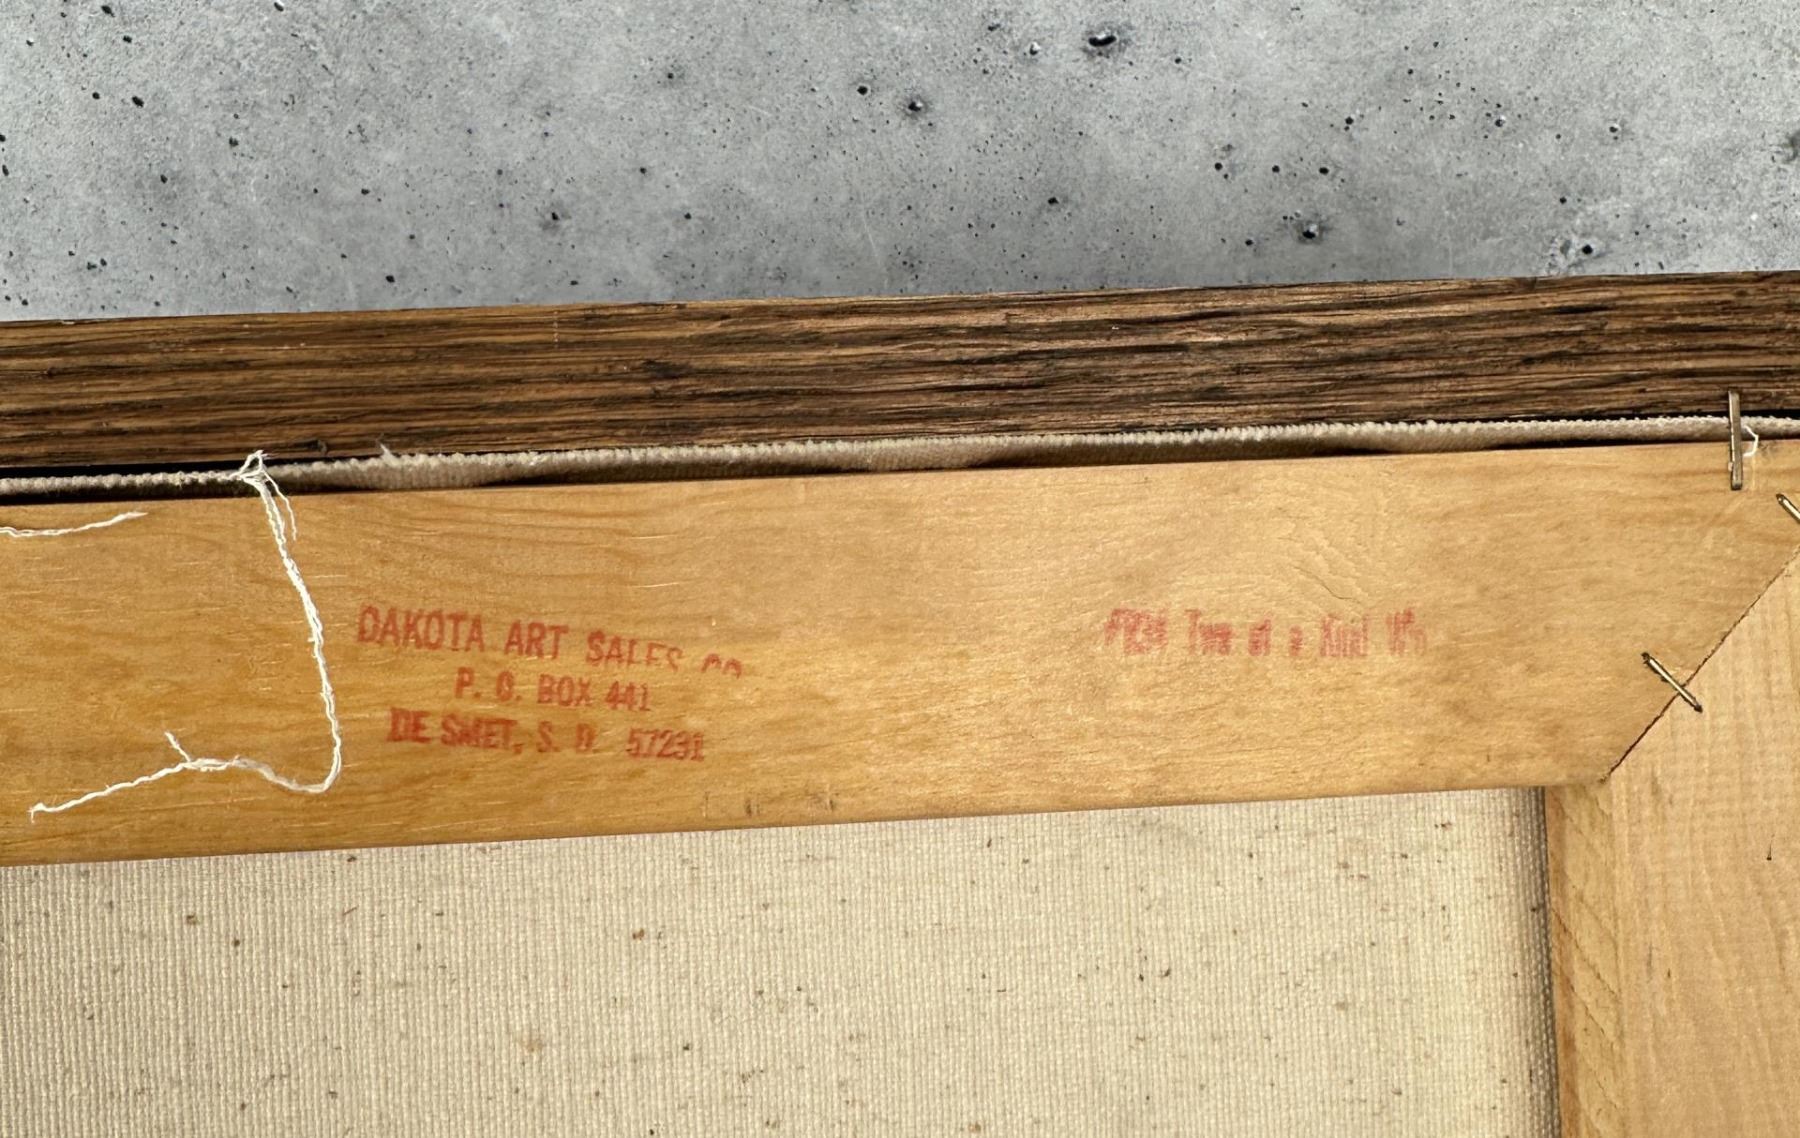 DAKOTA ART SALES CO.
P. O. BOX 441
DE SMET, S. D. 57231
Two of a Kind